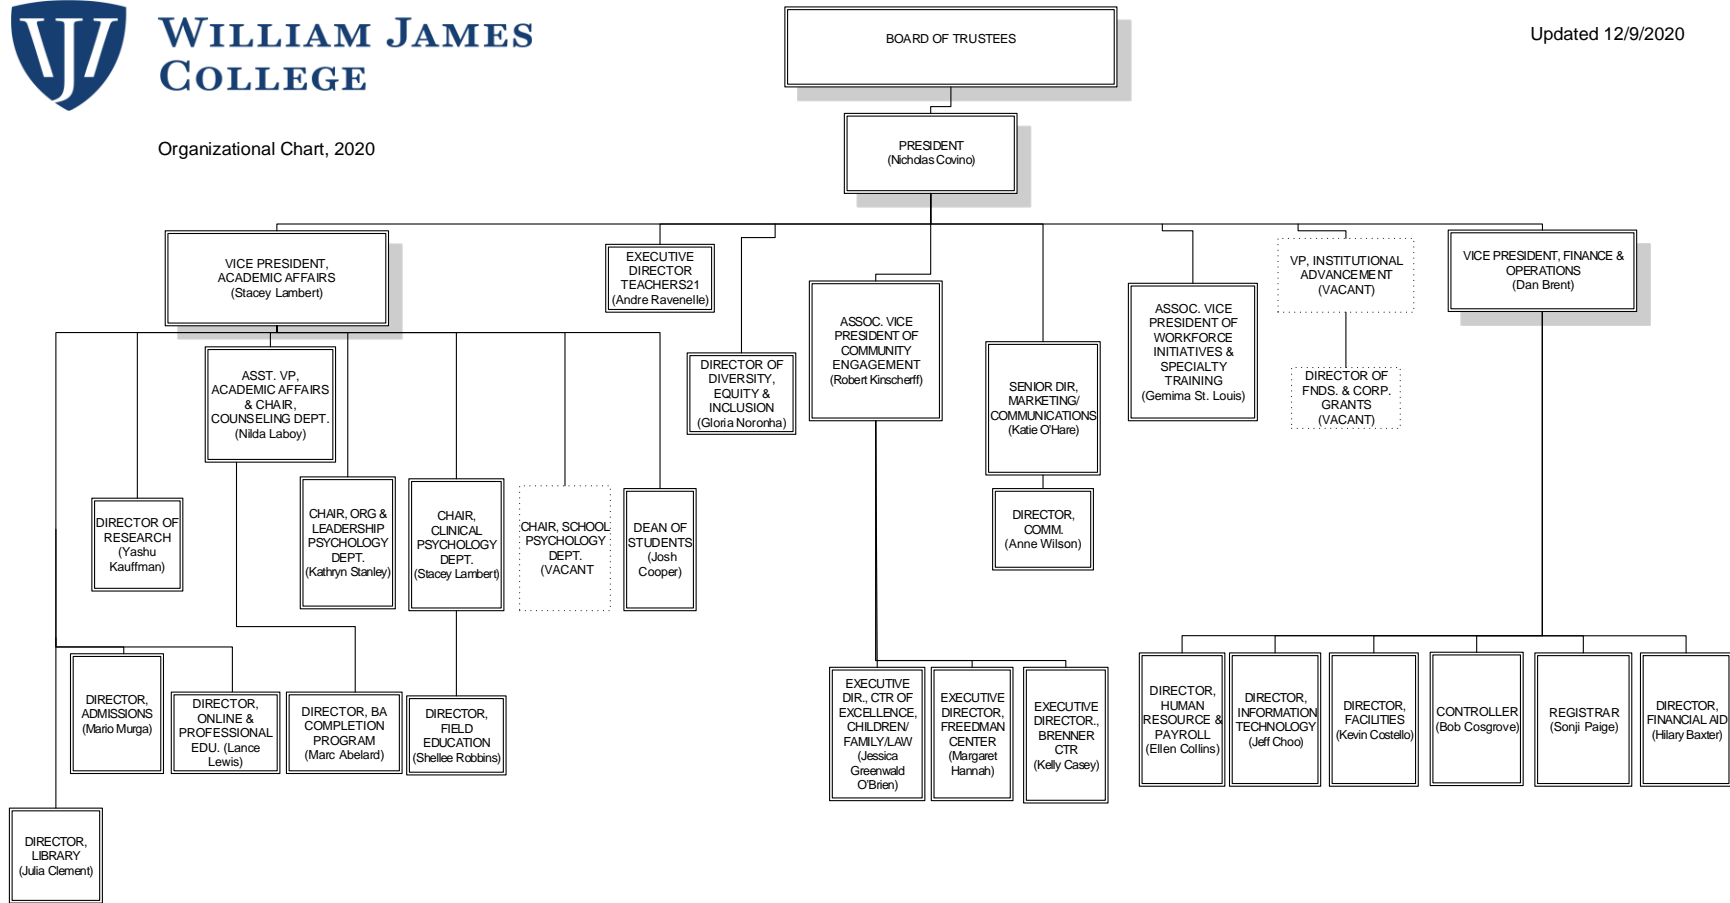 WILLIAM JAMES
COLLEGE
Organizational Chart, 2020
Updated 12/9/2020
BOARD OF TRUSTEES
PRESIDENT
(Nicholas Covino)
VICE PRESIDENT,
ACADEMIC AFFAIRS
(Stacey Lambert)
EXECUTIVE
DIRECTOR
TEACHERS21
(Andre Ravenelle)
DIRECTOR OF
DIVERSITY,
EQUITY &
INCLUSION
(Gloria Noronha)
ASSOC. VICE
PRESIDENT OF
COMMUNITY
ENGAGEMENT
(Robert Kinscherff)
SENIOR DIR,
MARKETING/
COMMUNICATIONS
(Katie O'Hare)
ASSOC. VICE
PRESIDENT OF
WORKFORCE
INITIATIVES &
SPECIALTY
TRAINING
(Gemima St. Louis)
VP, INSTITUTIONAL
ADVANCEMENT
(VACANT)
VICE PRESIDENT, FINANCE &
OPERATIONS
(Dan Brent)
DIRECTOR OF
FNDS. & CORP.
GRANTS
(VACANT)
ASST. VP,
ACADEMIC AFFAIRS
& CHAIR,
COUNSELING DEPT.
(Nilda Laboy)
DIRECTOR OF
RESEARCH
(Yashu
Kauffman)
CHAIR, ORG &
LEADERSHIP
PSYCHOLOGY
DEPT.
(Kathryn Stanley)
CHAIR,
CLINICAL
PSYCHOLOGY
DEPT.
(Stacey Lambert)
CHAIR, SCHOOL
PSYCHOLOGY
DEPT.
(VACANT
DEAN OF
STUDENTS
(Josh
Cooper)
DIRECTOR,
COMM.
(Anne Wilson)
DIRECTOR,
ADMISSIONS
(Mario Murga)
DIRECTOR,
ONLINE &
PROFESSIONAL
EDU. (Lance
Lewis)
DIRECTOR, BA
COMPLETION
PROGRAM
(Marc Abelard)
DIRECTOR,
FIELD
EDUCATION
(Shellee Robbins)
EXECUTIVE
DIR., CTR OF
EXCELLENCE,
CHILDREN/
FAMILY/LAW
(Jessica
Greenwald
O'Brien)
EXECUTIVE
DIRECTOR,
FREEDMAN
CENTER
(Margaret
Hannah)
EXECUTIVE
DIRECTOR.,
BRENNER
CTR
(Kelly Casey)
DIRECTOR,
HUMAN
RESOURCE &
PAYROLL
(Ellen Collins)
DIRECTOR,
INFORMATION
TECHNOLOGY
(Jeff Choo)
DIRECTOR,
FACILITIES
(Kevin Costello)
CONTROLLER
(Bob Cosgrove)
REGISTRAR
(Sonji Paige)
DIRECTOR,
FINANCIAL AID
(Hilary Baxter)
DIRECTOR,
LIBRARY
(Julia Clement)